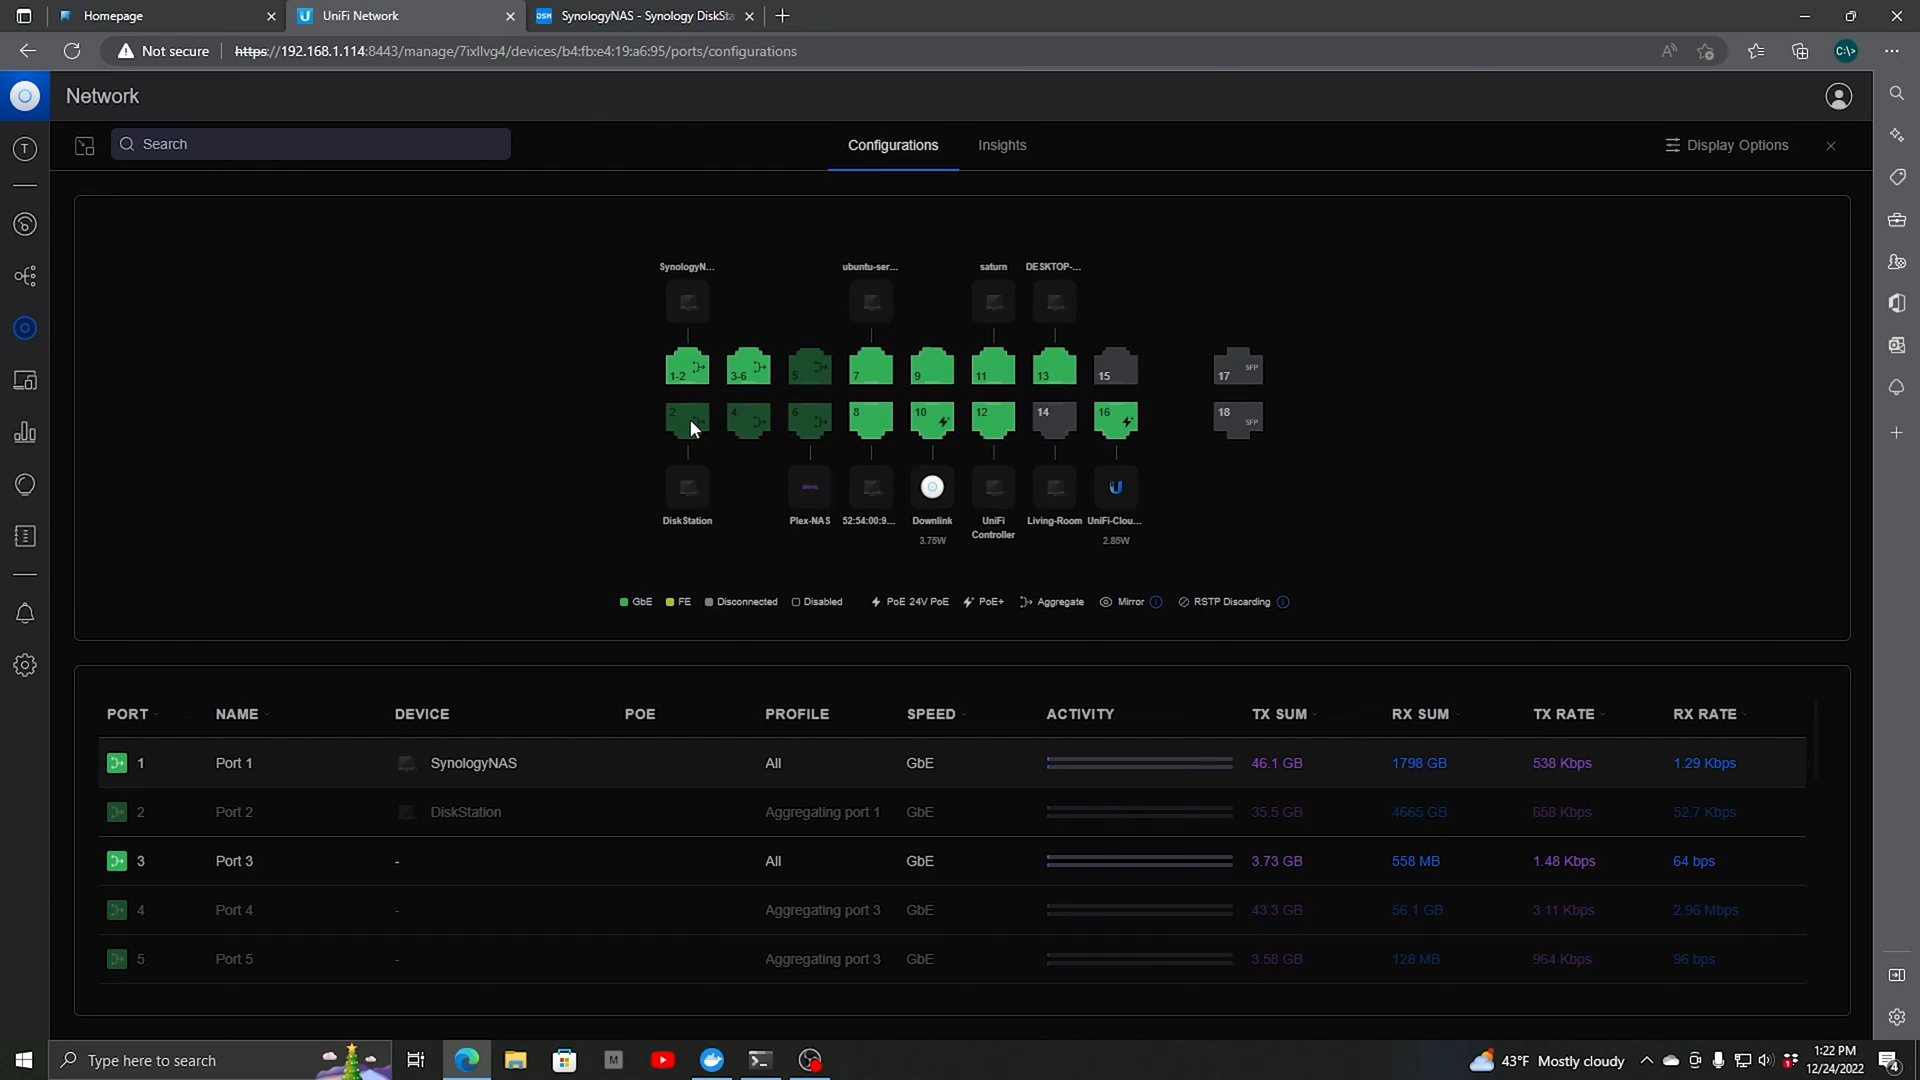 Homepage
UniFi Network
DSM SynologyNAS - Synology DiskSta
Not secure https://192.168.1.114:8443/manage/7ixllvg4/devices/b4:fb:e4:19:a6:95/ports/configurations
C:\>
Network
T
Search
Configurations
Insights
Display Options
SynologyN...
ubuntu-ser...
saturn
DESKTOP-...
1-2 3-6 5 7 9 11 13 15 17 SFP
2 4 6 8 10 12 14 16 18 SFP
DiskStation
Plex-NAS
52:54:00:9...
Downlink
3.75W
UniFi
Controller
Living-Room
UniFi-Clou...
2.85W
GbE FE Disconnected Disabled PoE 24V PoE PoE+ Aggregate Mirror RSTP Discarding
PORT NAME DEVICE POE PROFILE SPEED ACTIVITY TX SUM RX SUM TX RATE RX RATE
1 Port 1 SynologyNAS All GbE 46.1 GB 1798 GB 538 Kbps 1.29 Kbps
2 Port 2 DiskStation Aggregating port 1 GbE 35.5 GB 4665 GB 658 Kbps 52.7 Kbps
3 Port 3 - All GbE 3.73 GB 558 MB 1.48 Kbps 64 bps
4 Port 4 - Aggregating port 3 GbE 43.3 GB 56.1 GB 3.11 Kbps 2.96 Mbps
5 Port 5 - Aggregating port 3 GbE 3.58 GB 128 MB 964 Kbps 96 bps
Type here to search
M
43°F Mostly cloudy
1:22 PM
12/24/2022
4